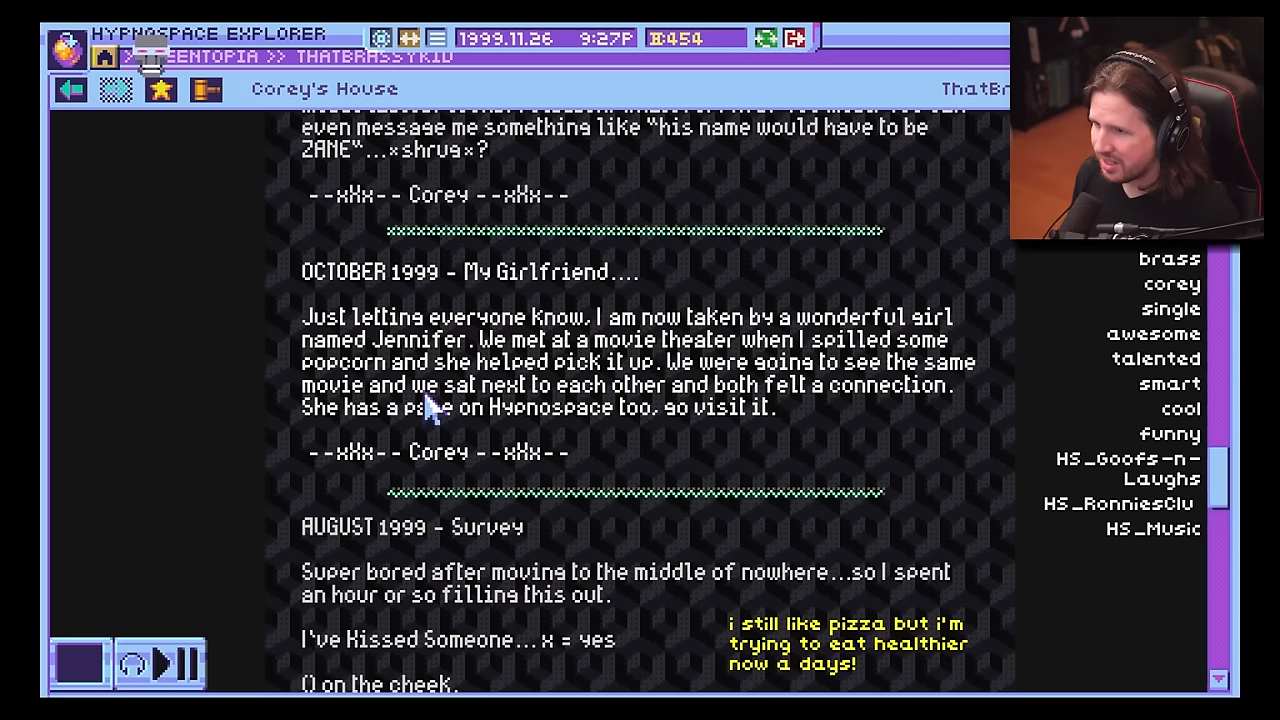 HYPNOSPACE EXPLORER
1999.11.26 9:27P
454
>> THATBRASSYKID
Corey's House
ThatBr
even message me something like "his name would have to be
ZANE"...×shrug×?
--xXx-- Corey --xXx--
OCTOBER 1999 - My Girlfriend....
Just letting everyone know, I am now taken by a wonderful girl
named Jennifer. We met at a movie theater when I spilled some
popcorn and she helped pick it up. We were going to see the same
movie and we sat next to each other and both felt a connection.
She has a on Hypnospace too, go visit it.
--xXx-- Corey --xXx--
AUGUST 1999 - Survey
Super bored after moving to the middle of nowhere...so I spent
an hour or so filling this out.
I've Kissed Someone... x = yes
() on the cheek.
i still like pizza but i'm
trying to eat healthier
now a days!
brass
corey
single
awesome
talented
smart
cool
funny
HS_Goofs-n-
Laughs
HS_RonniesClu
HS_Music